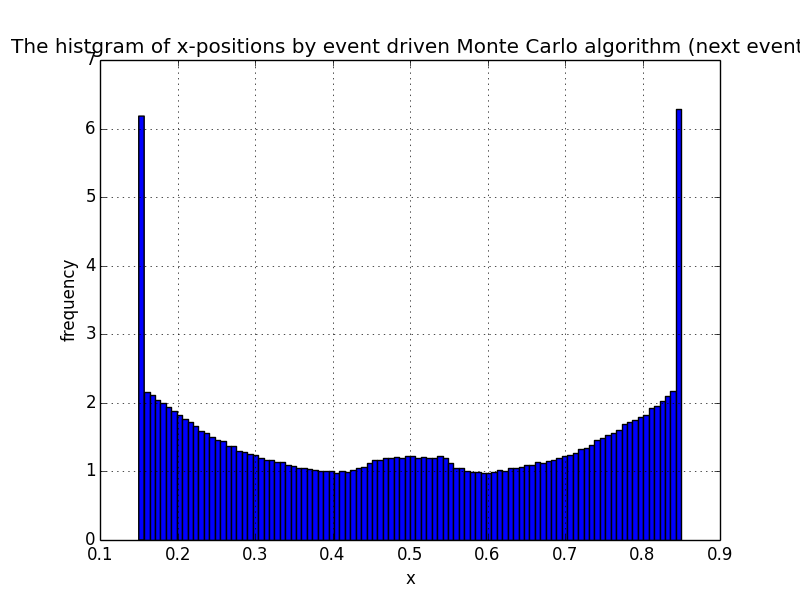 The histgram of x-positions by event driven Monte Carlo algorithm (next event
7
6
5
4
3
2
1
0
frequency
0.1 0.2 0.3 0.4 0.5 0.6 0.7 0.8 0.9
x